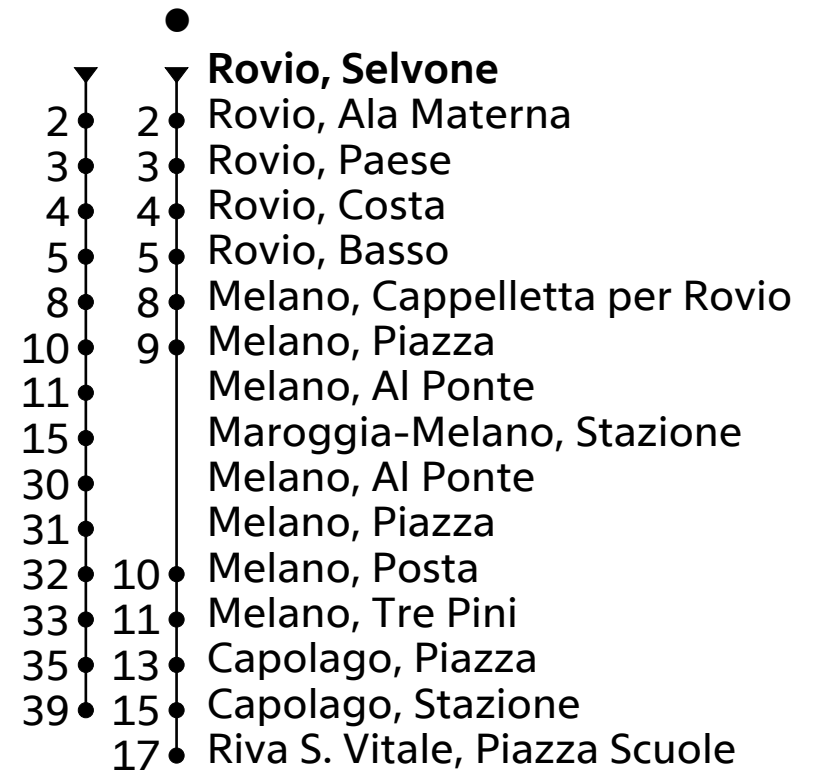 Rovio, Selvone
2 2 Rovio, Ala Materna
3 3 Rovio, Paese
4 4 Rovio, Costa
5 5 Rovio, Basso
8 8 Melano, Cappelletta per Rovio
10 9 Melano, Piazza
11 Melano, Al Ponte
15 Maroggia-Melano, Stazione
30 Melano, Al Ponte
31 Melano, Piazza
32 10 Melano, Posta
33 11 Melano, Tre Pini
35 13 Capolago, Piazza
39 15 Capolago, Stazione
17 Riva S. Vitale, Piazza Scuole